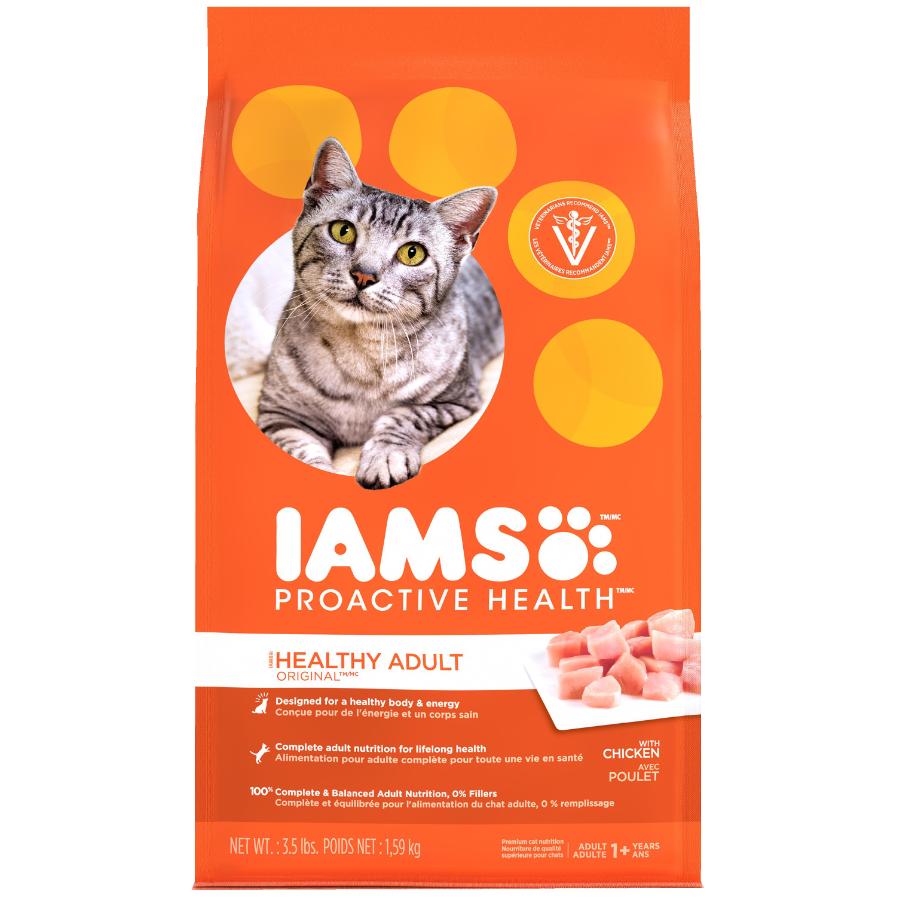 VETERINARIANS RECOMMEND IAMS™
LES VÉTÉRINAIRES RECOMMANDENT IAMS™MC
IAMS TM/MC
PROACTIVE HEALTH™/MC
HEALTHY ADULT
ORIGINAL™/MC
Designed for a healthy body & energy
Conçue pour de l'énergie et un corps sain
Complete adult nutrition for lifelong health
Alimentation pour adulte complète pour toute une vie en santé
WITH
CHICKEN
AVEC
POULET
100% Complete & Balanced Adult Nutrition, 0% Fillers
Complète et équilibrée pour l'alimentation du chat adulte, 0 % remplissage
NET WT. : 3.5 lbs. POIDS NET : 1,59 kg
Premium cat nutrition
Nourriture de qualité
supérieure pour chats
ADULT
ADULTE
1+
YEARS
ANS